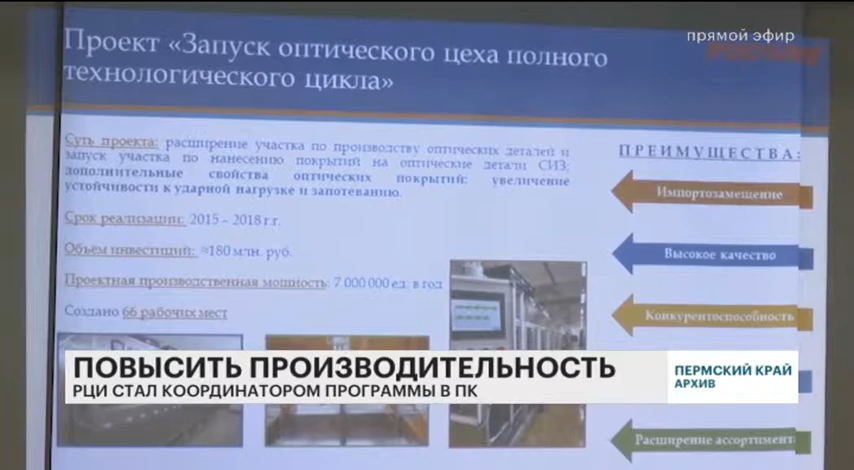 прямой эфир
Проект «Запуск оптического цеха полного
технологического цикла»
Суть проекта: расширение участка по производству оптических деталей и
запуск участка по нанесению покрытий на оптические детали СИЗ;
дополнительные свойства оптических покрытий: увеличение
устойчивости к ударной нагрузке и запотеванию.
Срок реализации: 2015 – 2018 г.г.
Объём инвестиций: ≈180 млн. руб.
Проектная производственная мощность: 7 000 000 ед. в год
Создано 66 рабочих мест
ПРЕИМУЩЕСТВА:
Импортозамещение
Высокое качество
Конкурентоспособность
Расширение ассортимента
ПОВЫСИТЬ ПРОИЗВОДИТЕЛЬНОСТЬ
РЦИ СТАЛ КООРДИНАТОРОМ ПРОГРАММЫ В ПК
ПЕРМСКИЙ КРАЙ
АРХИВ